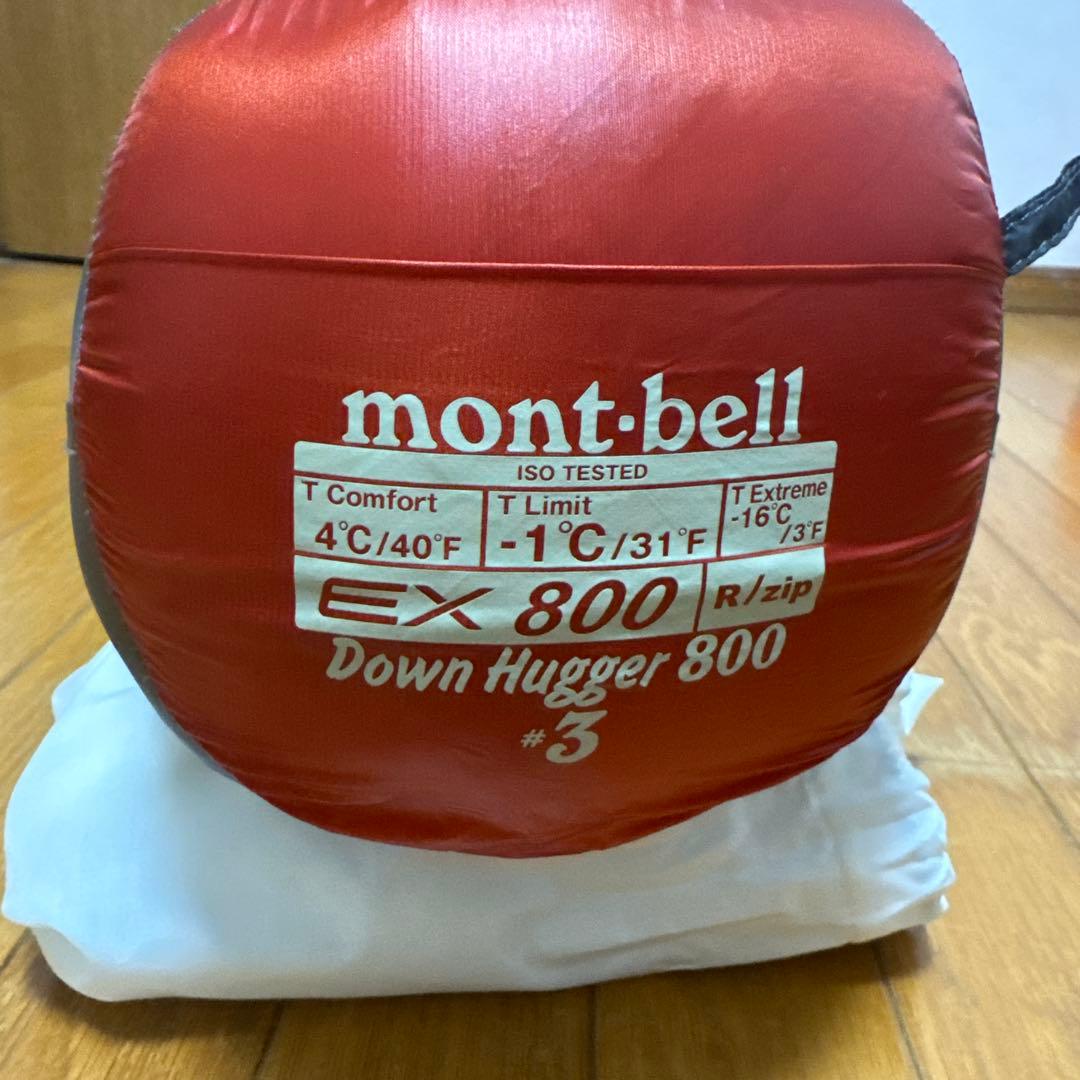 mont-bell
ISO TESTED
T Comfort
4°C/40°F
T Limit
-1°C/31°F
T Extreme
-16°C
/3°F
EX 800
R/zip
Down Hugger 800
#3